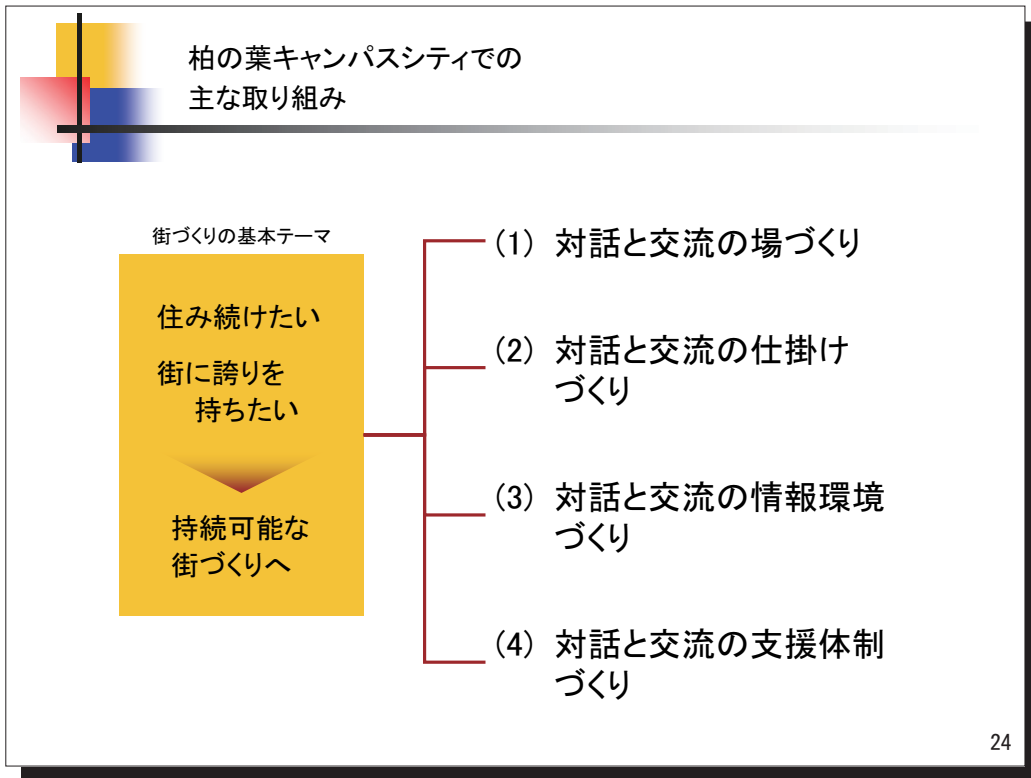 柏の葉キャンパスシティでの
主な取り組み
街づくりの基本テーマ
住み続けたい
街に誇りを
持ちたい
持続可能な
街づくりへ
(1) 対話と交流の場づくり
(2) 対話と交流の仕掛け
づくり
(3) 対話と交流の情報環境
づくり
(4) 対話と交流の支援体制
づくり
24